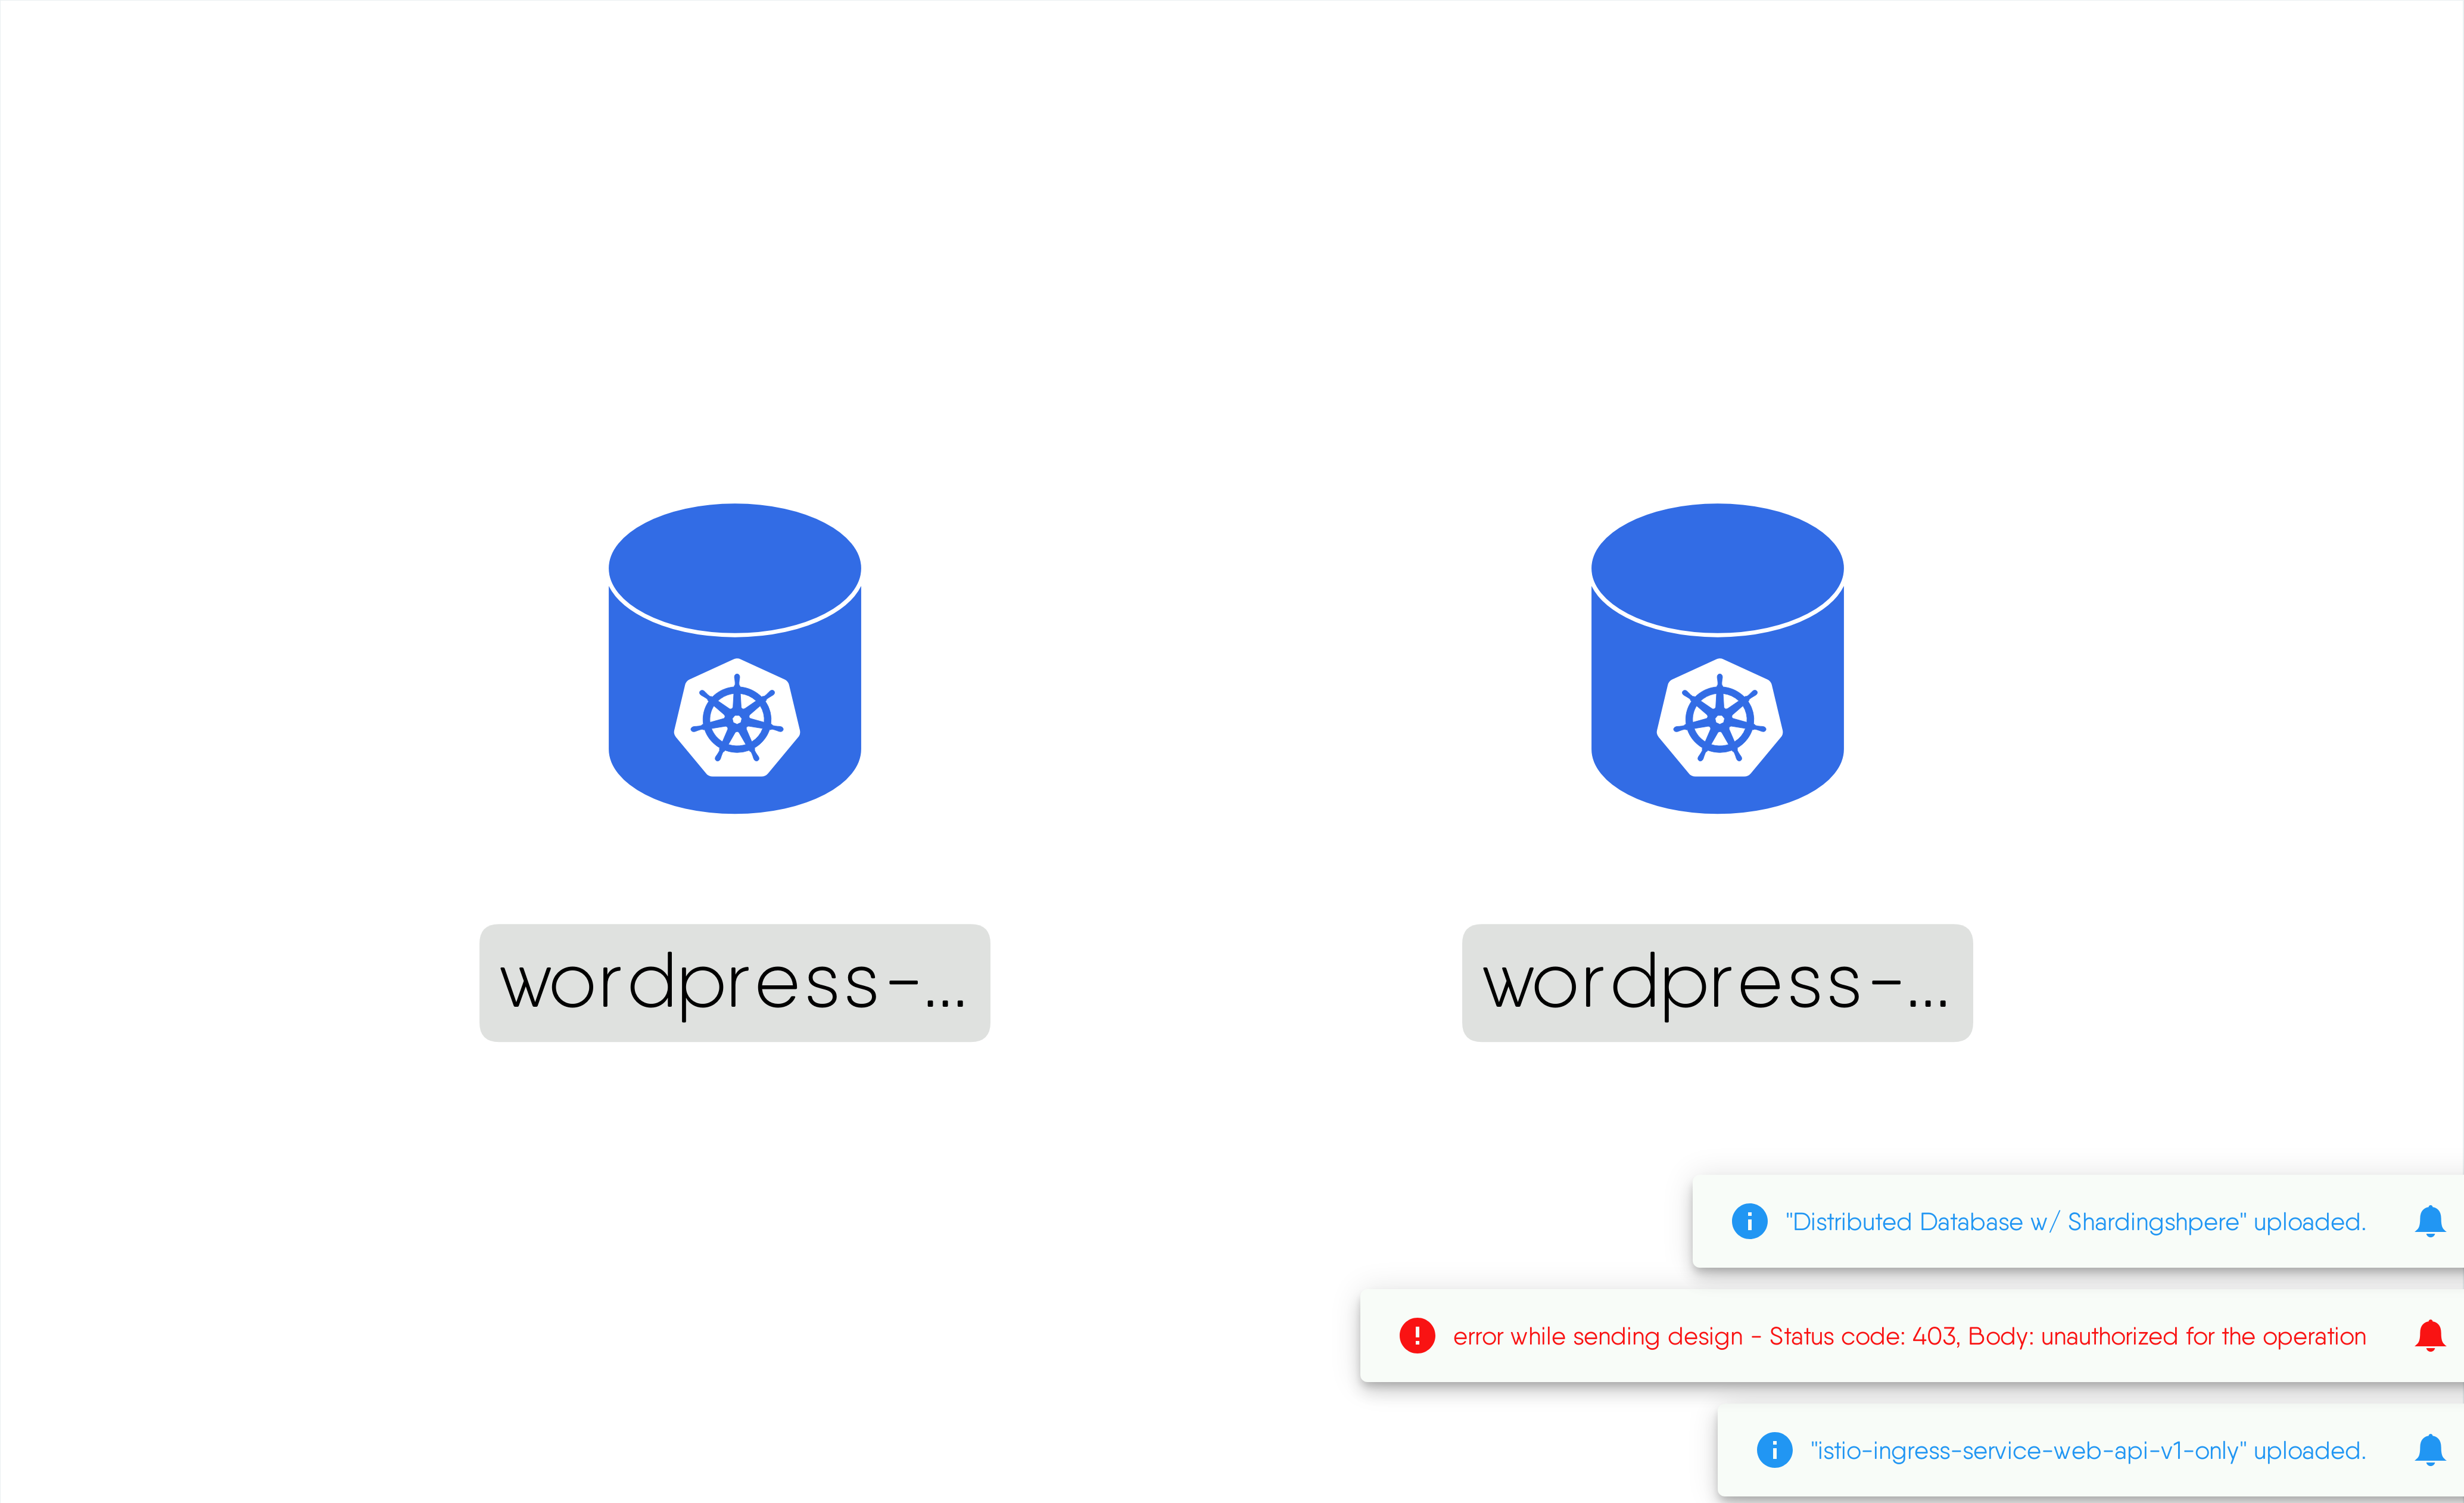 wordpress-...
wordpress-...
"Distributed Database w/ Shardingshpere" uploaded.
error while sending design - Status code: 403, Body: unauthorized for the operation
"istio-ingress-service-web-api-v1-only" uploaded.